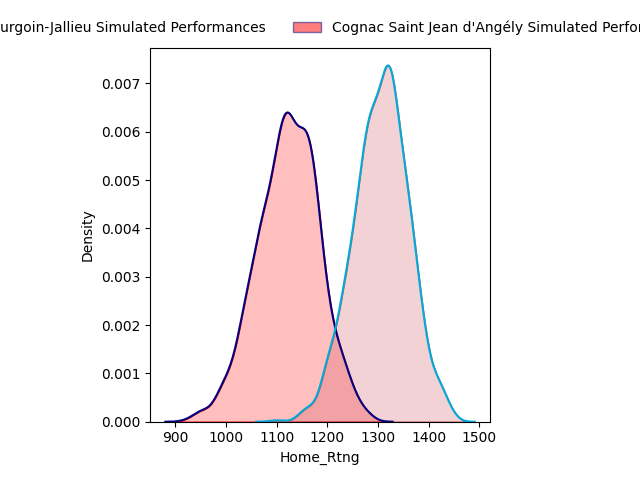 urgoin-Jallieu Simulated Performances
Cognac Saint Jean d'Angély Simulated Perfo
0.007
0.006
0.005
0.004
0.003
0.002
0.001
0.000
Density
900 1000 1100 1200 1300 1400 1500
Home_Rtng